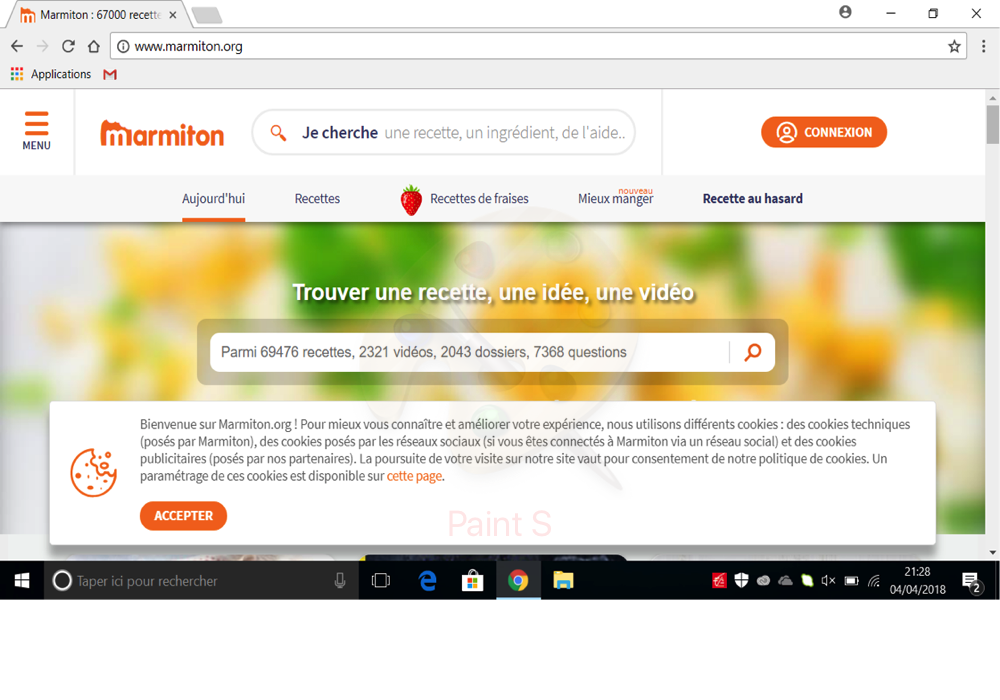 Marmiton : 67000 recette
www.marmiton.org
Applications
MENU
marmiton
Je cherche une recette, un ingrédient, de l'aide..
CONNEXION
Aujourd'hui
Recettes
Recettes de fraises
nouveau
Mieux manger
Recette au hasard
Trouver une recette, une idée, une vidéo
Parmi 69476 recettes, 2321 vidéos, 2043 dossiers, 7368 questions
Bienvenue sur Marmiton.org ! Pour mieux vous connaître et améliorer votre expérience, nous utilisons différents cookies : des cookies techniques
(posés par Marmiton), des cookies posés par les réseaux sociaux (si vous êtes connectés à Marmiton via un réseau social) et des cookies
publicitaires (posés par nos partenaires). La poursuite de votre visite sur notre site vaut pour consentement de notre politique de cookies. Un
paramétrage de ces cookies est disponible sur cette page.
ACCEPTER
Paint S
Taper ici pour rechercher
21:28
04/04/2018
2